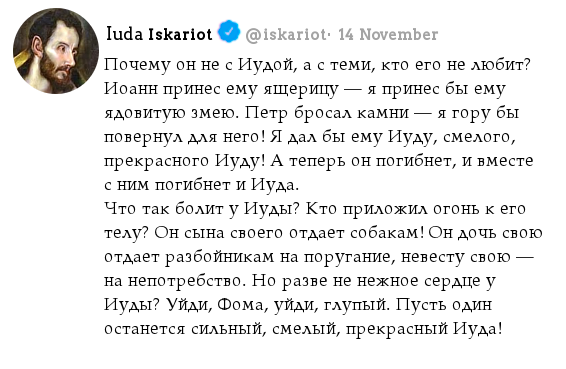 Iuda Iskariot @iskariot· 14 November
Почему он не с Иудой, а с теми, кто его не любит?
Иоанн принес ему ящерицу — я принес бы ему
ядовитую змею. Петр бросал камни — я гору бы
повернул для него! Я дал бы ему Иуду, смелого,
прекрасного Иуду! А теперь он погибнет, и вместе
с ним погибнет и Иуда.
Что так болит у Иуды? Кто приложил огонь к его
телу? Он сына своего отдает собакам! Он дочь свою
отдает разбойникам на поругание, невесту свою —
на непотребство. Но разве не нежное сердце у
Иуды? Уйди, Фома, уйди, глупый. Пусть один
останется сильный, смелый, прекрасный Иуда!